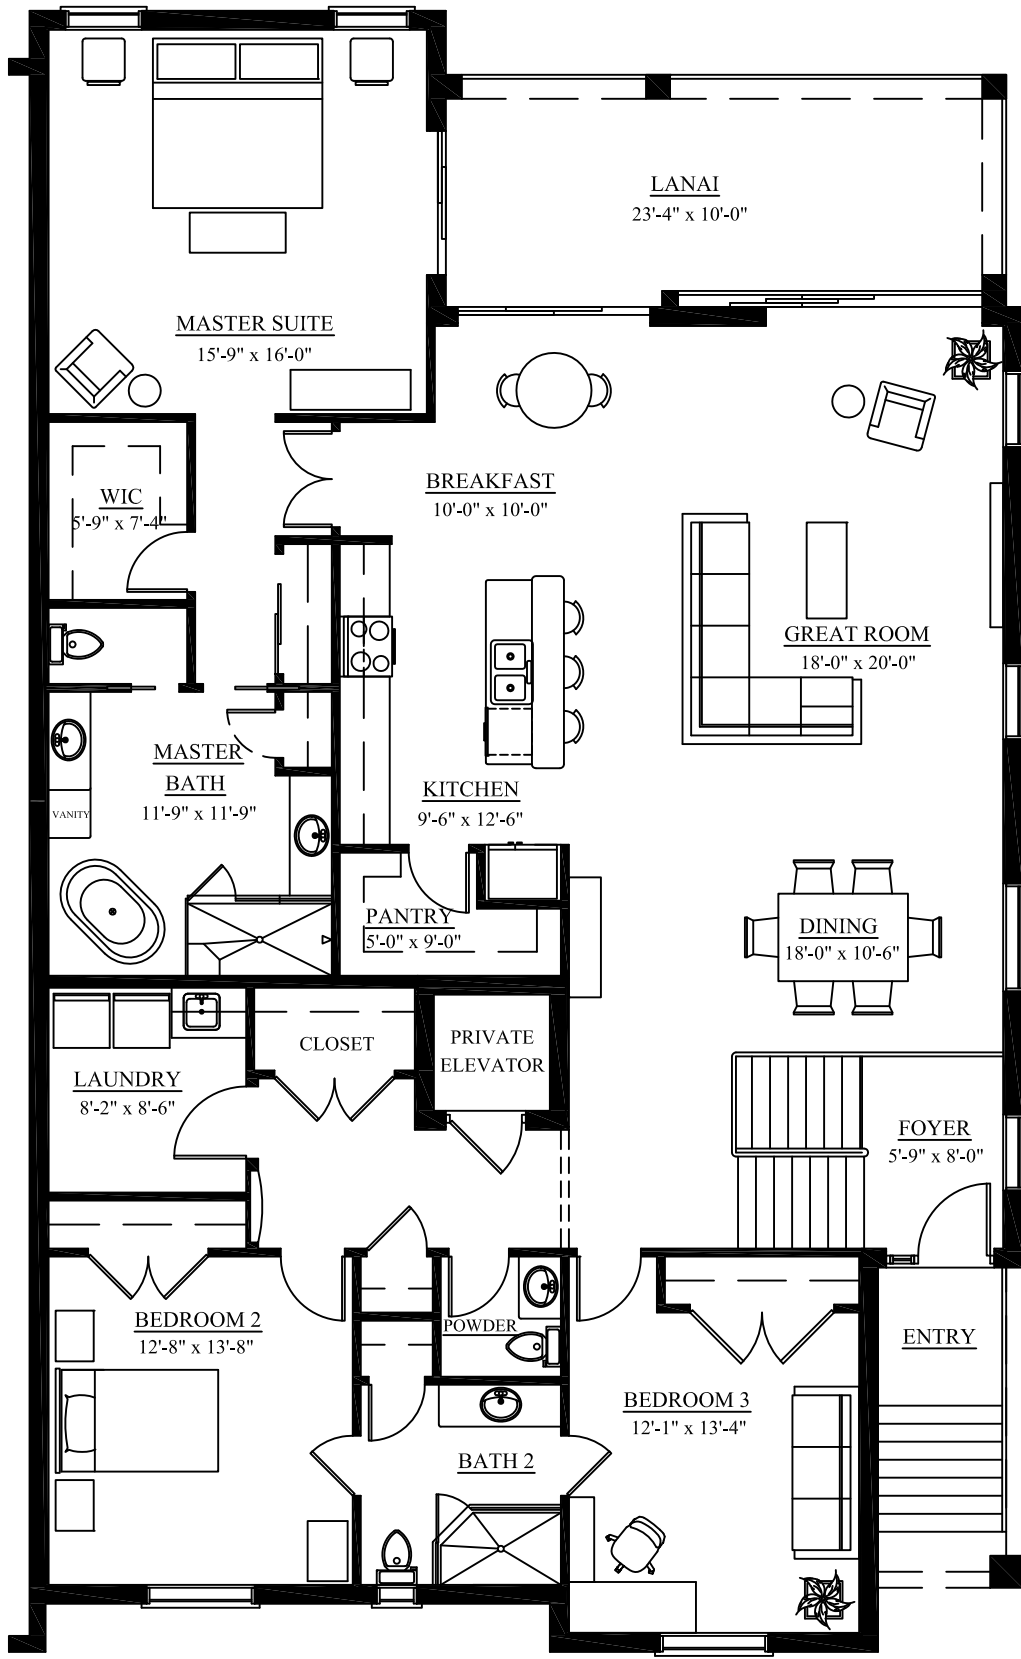 LANAI
23'-4" x 10'-0"
MASTER SUITE
15'-9" x 16'-0"
BREAKFAST
10'-0" x 10'-0"
WIC
5'-9" x 7'-4"
GREAT ROOM
18'-0" x 20'-0"
MASTER
BATH
11'-9" x 11'-9"
VANITY
KITCHEN
9'-6" x 12'-6"
PANTRY
5'-0" x 9'-0"
DINING
18'-0" x 10'-6"
CLOSET
PRIVATE
ELEVATOR
LAUNDRY
8'-2" x 8'-6"
FOYER
5'-9" x 8'-0"
BEDROOM 2
12'-8" x 13'-8"
POWDER
ENTRY
BEDROOM 3
12'-1" x 13'-4"
BATH 2